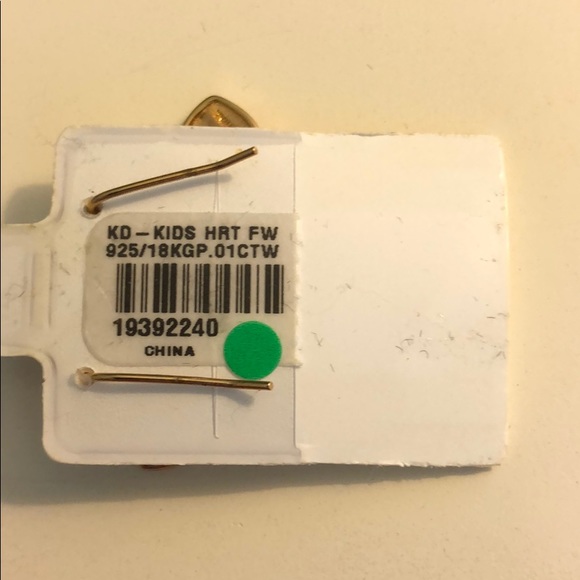 KD-KIDS HRT FW
925/18KGP.01CTW
19392240
CHINA